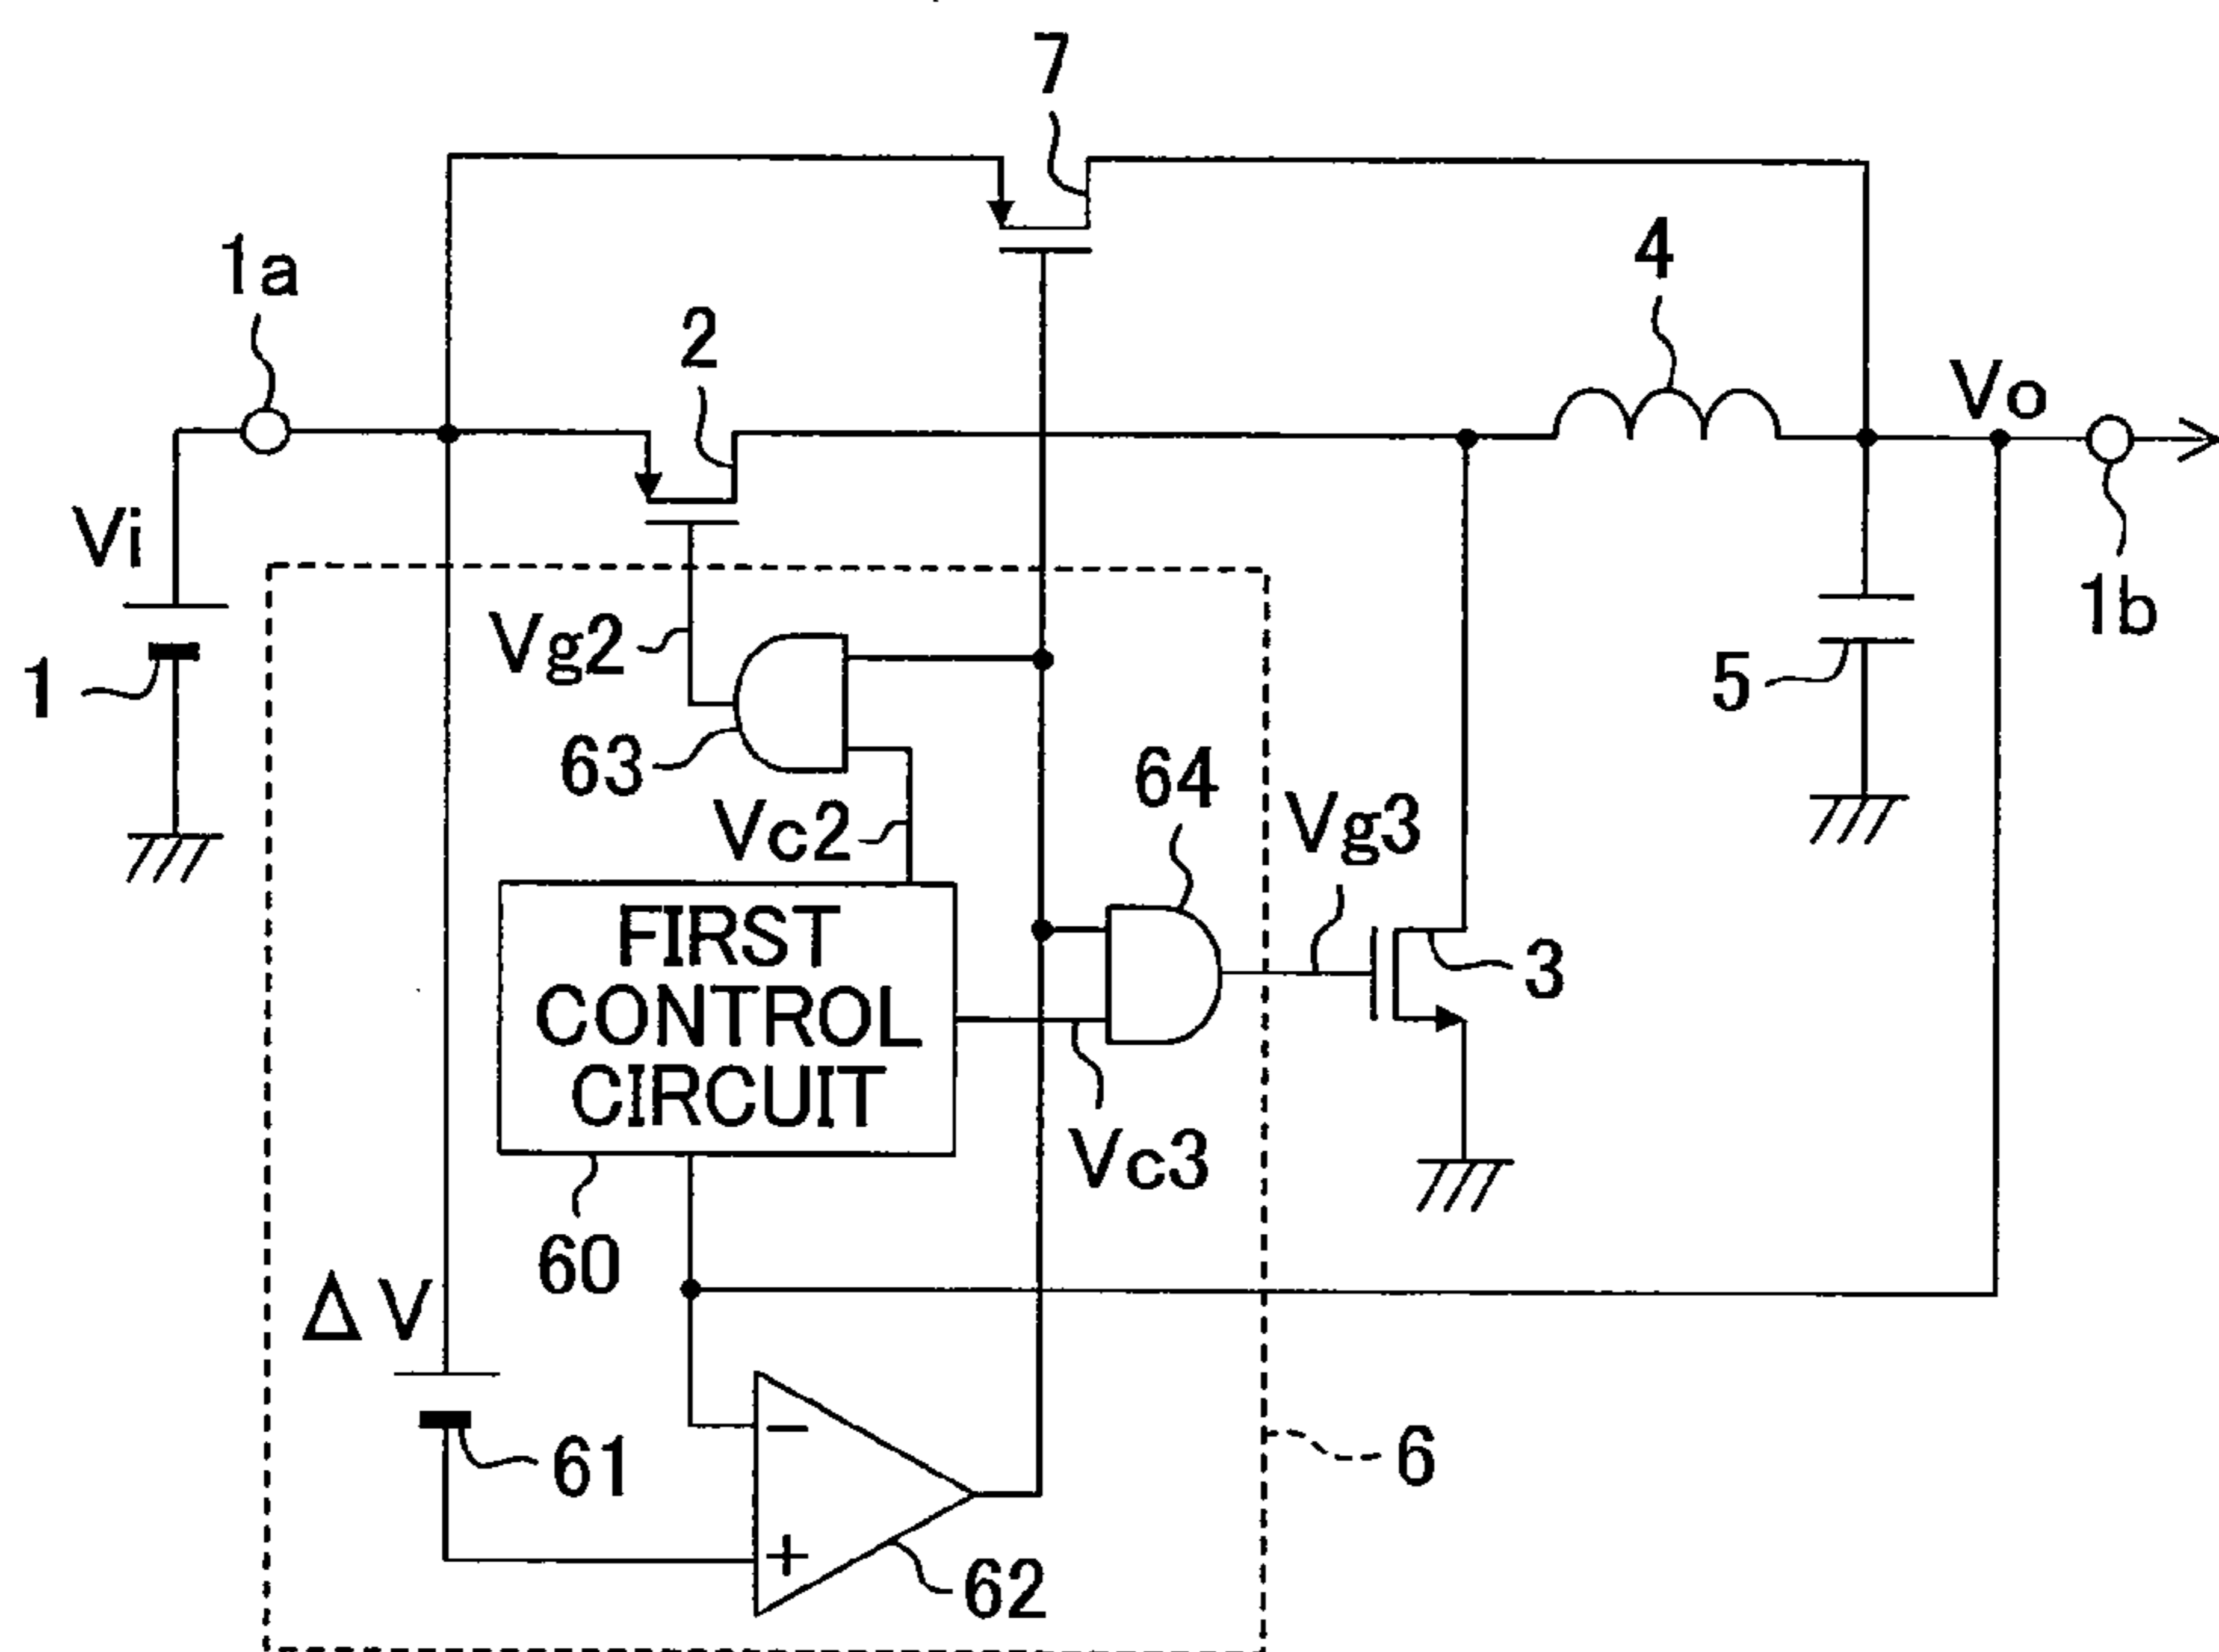 7
1a
2
4
Vo
Vi
1b
Vg2
1
5
63
64
Vg3
Vc2
FIRST
CONTROL
CIRCUIT
3
Vc3
60
ΔV
−
61
6
+
62